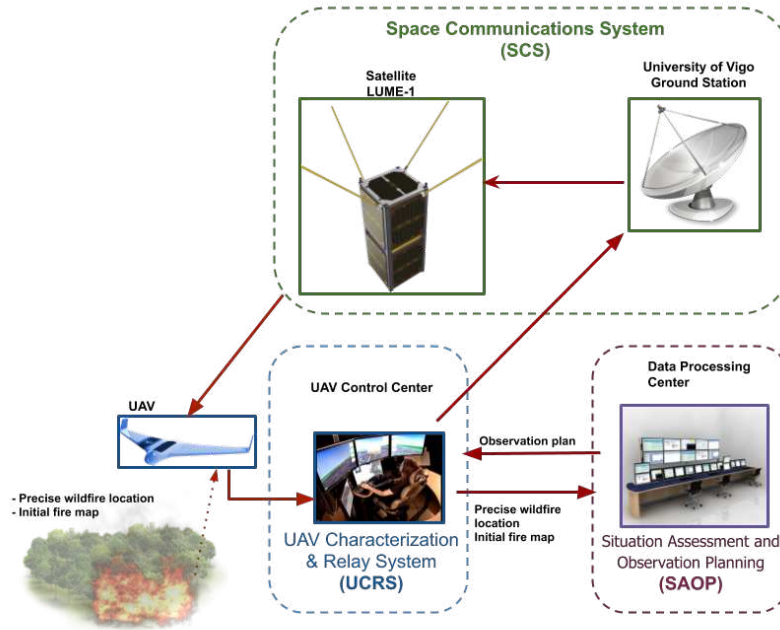 Space Communications System
(SCS)
Satellite
LUME-1
University of Vigo
Ground Station
UAV
UAV Control Center
Data Processing
Center
Observation plan
- Precise wildfire location
- Initial fire map
Precise wildfire
location
Initial fire map
UAV Characterization
& Relay System
(UCRS)
Situation Assessment and
Observation Planning
(SAOP)